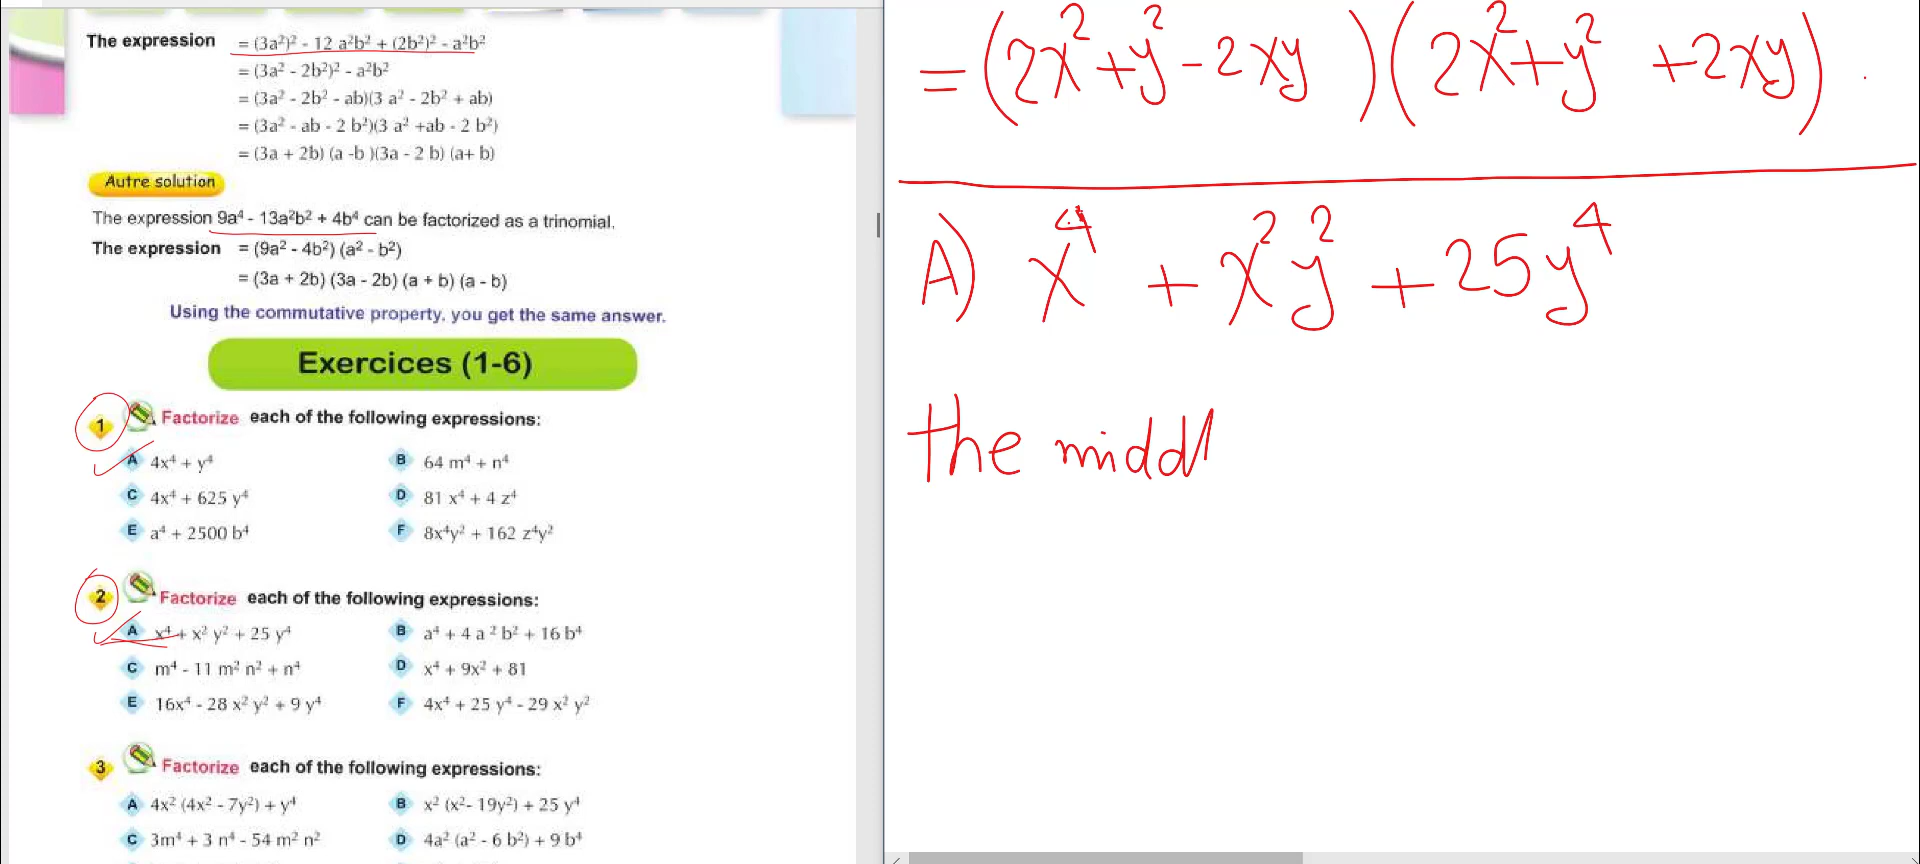 The expression = (3a²)² - 12 a²b² + (2b²)² - a²b²
= (3a² - 2b²)² - a²b²
= (3a² - 2b² - ab)(3 a² - 2b² + ab)
= (3a² - ab - 2 b²)(3 a² +ab - 2 b²)
= (3a + 2b) (a -b )(3a - 2 b) (a+ b)
Autre solution
The expression 9a⁴ - 13a²b² + 4b⁴ can be factorized as a trinomial.
The expression = (9a² - 4b²) (a² - b²)
= (3a + 2b) (3a - 2b) (a + b) (a - b)
Using the commutative property, you get the same answer.
Exercices (1-6)
1 Factorize each of the following expressions:
A 4x⁴ + y⁴ B 64 m⁴ + n⁴
C 4x⁴ + 625 y⁴ D 81 x⁴ + 4 z⁴
E a⁴ + 2500 b⁴ F 8x⁴y² + 162 z⁴y²
2 Factorize each of the following expressions:
A x⁴ + x² y² + 25 y⁴ B a⁴ + 4 a ² b² + 16 b⁴
C m⁴ - 11 m² n² + n⁴ D x⁴ + 9x² + 81
E 16x⁴ - 28 x² y² + 9 y⁴ F 4x⁴ + 25 y⁴ - 29 x² y²
3 Factorize each of the following expressions:
A 4x² (4x² - 7y²) + y⁴ B x² (x²- 19y²) + 25 y⁴
C 3m⁴ + 3 n⁴ - 54 m² n² D 4a² (a² - 6 b²) + 9 b⁴
= (2x² + y² - 2xy ) (2x² + y² + 2xy) .
A) x⁴ + x² y² + 25y⁴
the middl